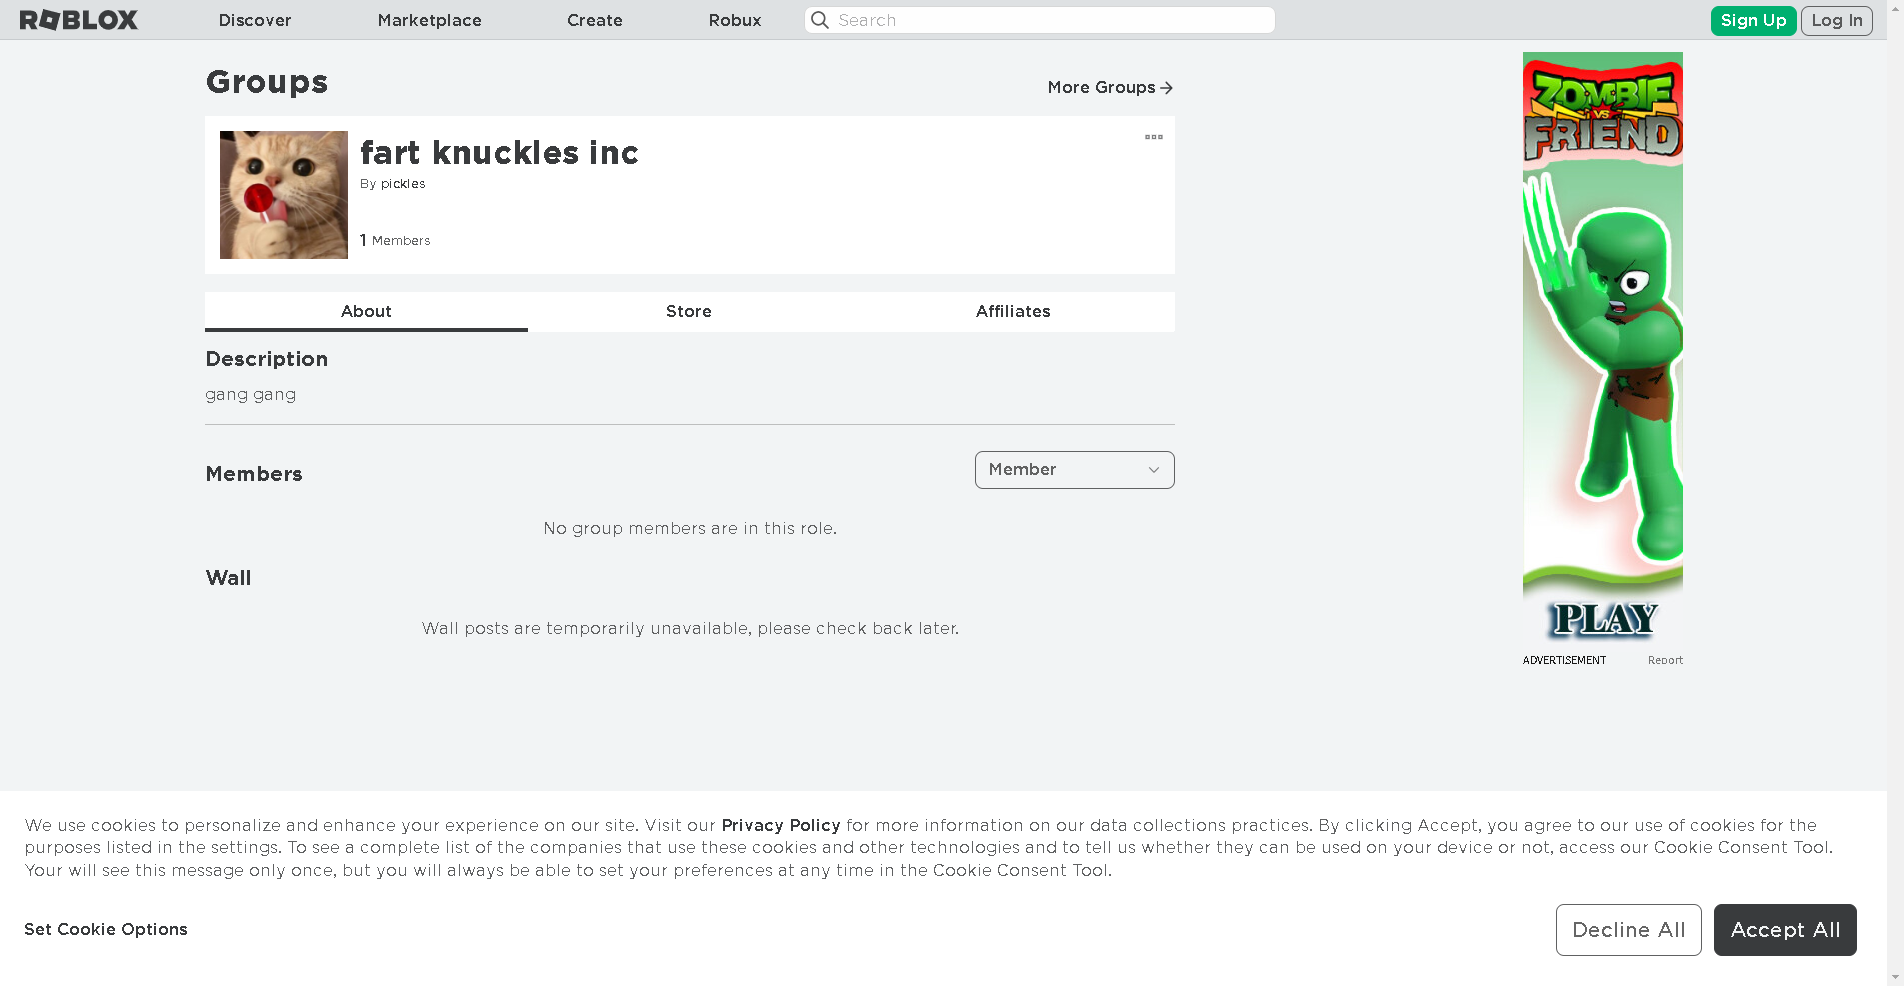 ROBLOX Discover Marketplace Create Robux Search Sign Up Log In
Groups
More Groups
fart knuckles inc
By pickles
1 Members
About Store Affiliates
Description
gang gang
Members
Member
No group members are in this role.
Wall
Wall posts are temporarily unavailable, please check back later.
ZOMBIE
VS
FRIEND
PLAY
ADVERTISEMENT Report
We use cookies to personalize and enhance your experience on our site. Visit our Privacy Policy for more information on our data collections practices. By clicking Accept, you agree to our use of cookies for the
purposes listed in the settings. To see a complete list of the companies that use these cookies and other technologies and to tell us whether they can be used on your device or not, access our Cookie Consent Tool.
Your will see this message only once, but you will always be able to set your preferences at any time in the Cookie Consent Tool.
Set Cookie Options
Decline All Accept All